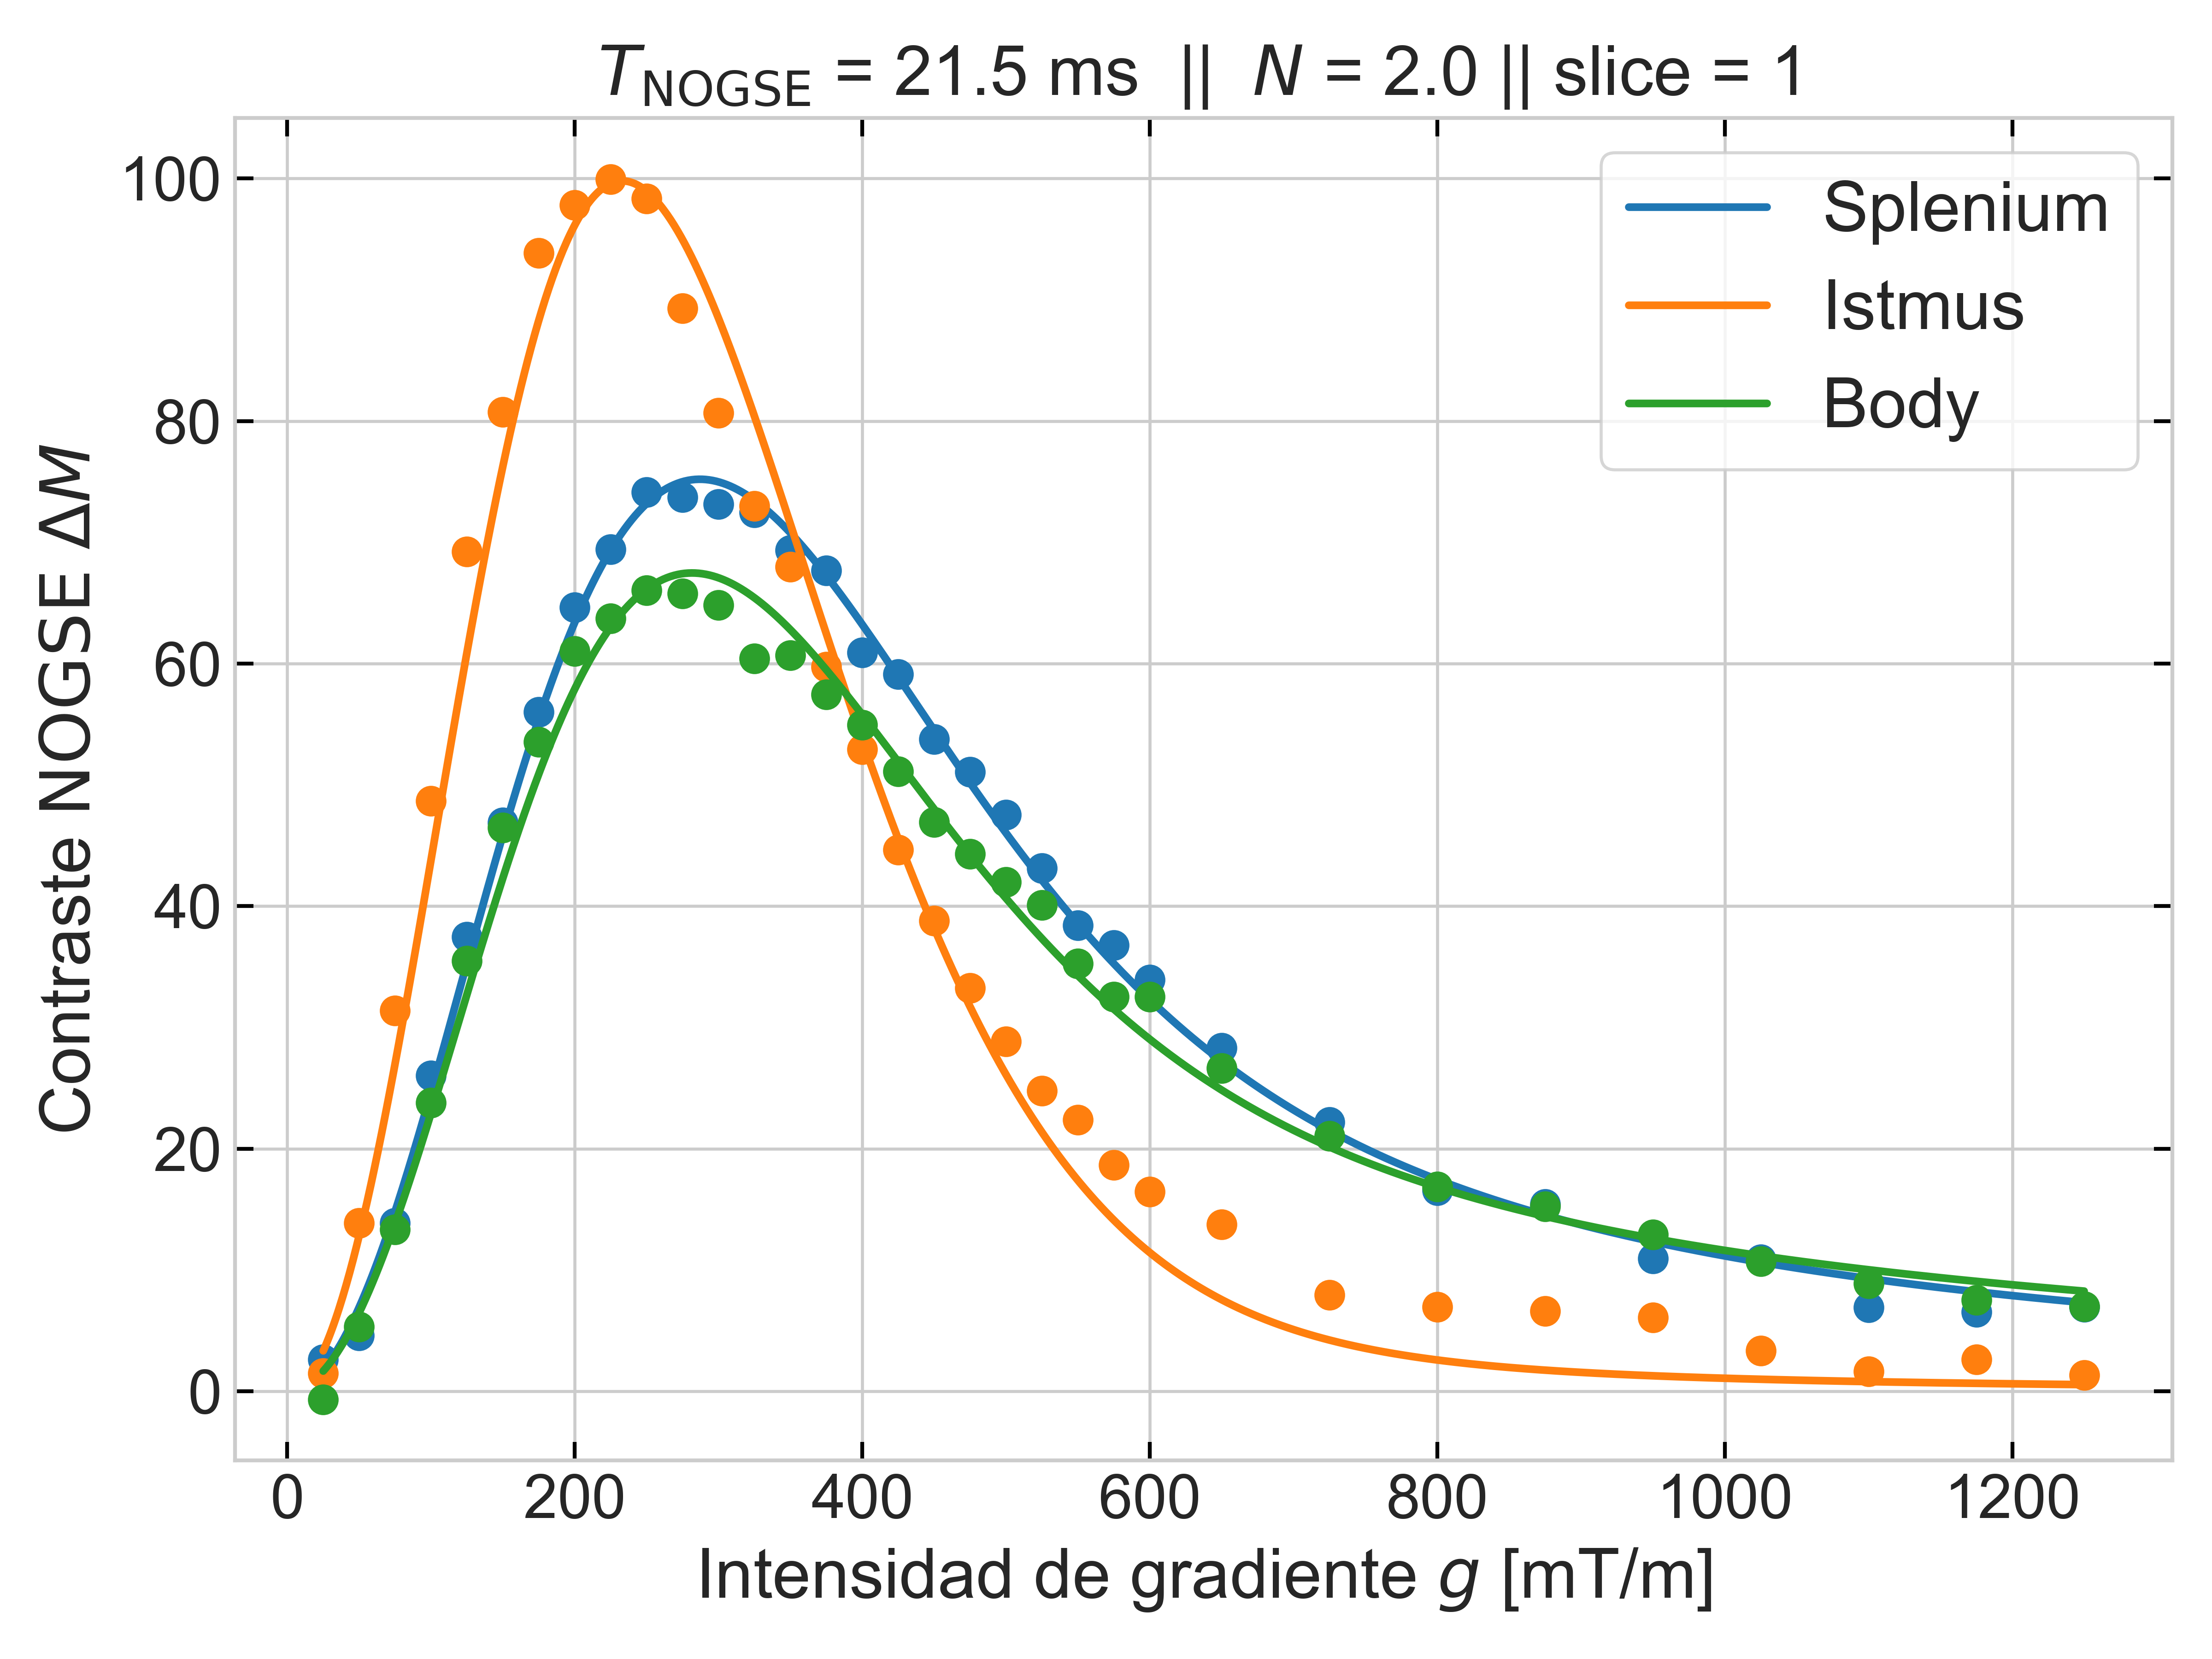 T_NOGSE = 21.5 ms || N = 2.0 || slice = 1
Contraste NOGSE ΔM
100
80
60
40
20
0
Splenium
Istmus
Body
0 200 400 600 800 1000 1200
Intensidad de gradiente g [mT/m]